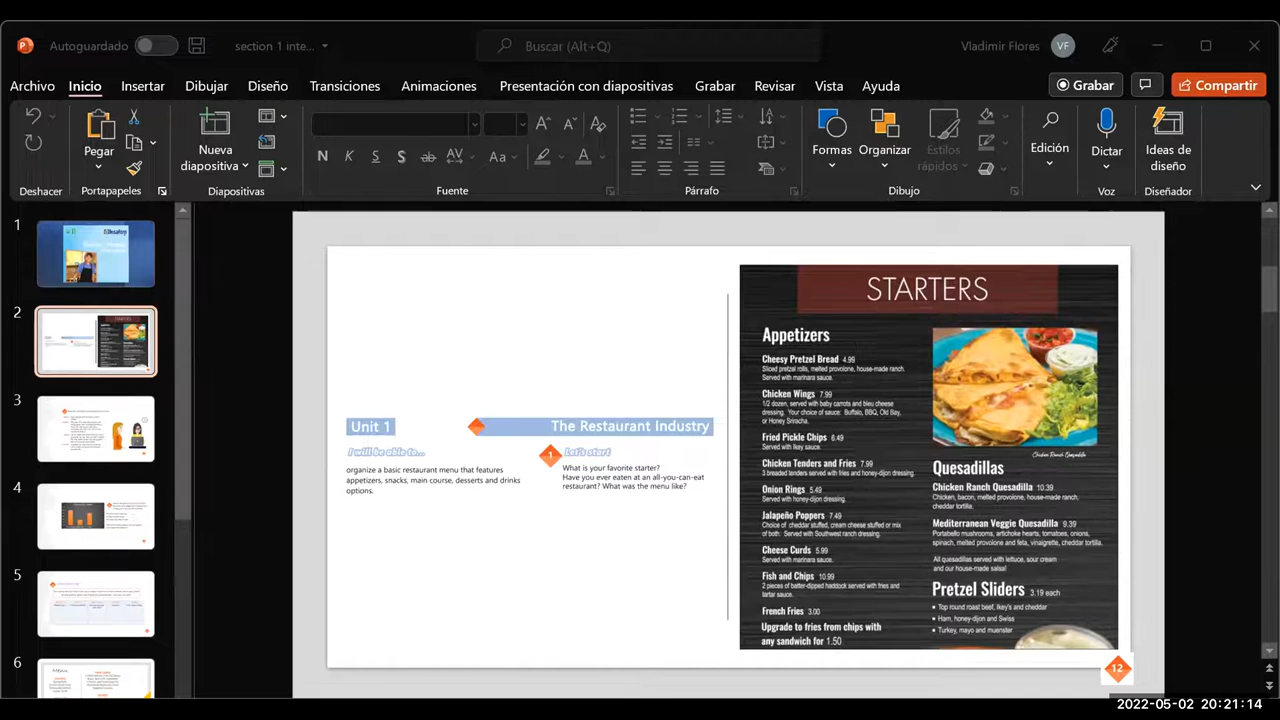 Autoguardado
section 1 inte...
Buscar (Alt+Q)
Vladimir Flores
VF
Archivo
Inicio
Insertar
Dibujar
Diseño
Transiciones
Animaciones
Presentación con diapositivas
Grabar
Revisar
Vista
Ayuda
Grabar
Compartir
Pegar
Nueva
diapositiva
N
K
S
S
ab
AV
Aa
A
Formas
Organizar
Estilos
rápidos
Edición
Dictar
Ideas de
diseño
Deshacer
Portapapeles
Diapositivas
Fuente
Párrafo
Dibujo
Voz
Diseñador
1
2
3
4
5
6
Unit 1
The Restaurant Industry
I will be able to...
organize a basic restaurant menu that features
appetizers, snacks, main course, desserts and drinks
options.
1
Let's start
What is your favorite starter?
Have you ever eaten at an all-you-can-eat
restaurant? What was the menu like?
STARTERS
Appetizers
Cheesy Pretzel Bread 4.99
Sliced pretzel rolls, melted provolone, house-made ranch.
Served with marinara sauce.
Chicken Wings 7.99
1/2 dozen, served with baby carrots and bleu cheese
dressing. Your choice of sauce: Buffalo, BBQ, Old Bay,
or Honey Sriracha.
Fried Pickle Chips 6.49
Served with Ikey sauce.
Chicken Tenders and Fries 7.99
3 breaded tenders served with fries and honey-dijon dressing.
Onion Rings 5.49
Served with honey-dijon dressing.
Jalapeño Poppers 7.49
Choice of cheddar stuffed, cream cheese stuffed or mix
of both. Served with Southwest ranch dressing.
Cheese Curds 5.99
Served with marinara sauce.
Fish and Chips 10.99
2 pieces of batter-dipped haddock served with fries and
tartar sauce.
French Fries 3.00
Upgrade to fries from chips with
any sandwich for 1.50
Chicken Ranch Quesadilla
Quesadillas
Chicken Ranch Quesadilla 10.39
Chicken, bacon, melted provolone, house-made ranch,
cheddar tortilla.
Mediterranean Veggie Quesadilla 9.39
Portabello mushrooms, artichoke hearts, tomatoes, onions,
spinach, melted provolone and feta, vinaigrette, cheddar tortilla.
All quesadillas served with lettuce, sour cream
and our house-made salsa!
Pretzel Sliders 3.19 each
• Top round roast beef, Ikey's and cheddar
• Ham, honey-dijon and Swiss
• Turkey, mayo and muenster
12
2022-05-02 20:21:14